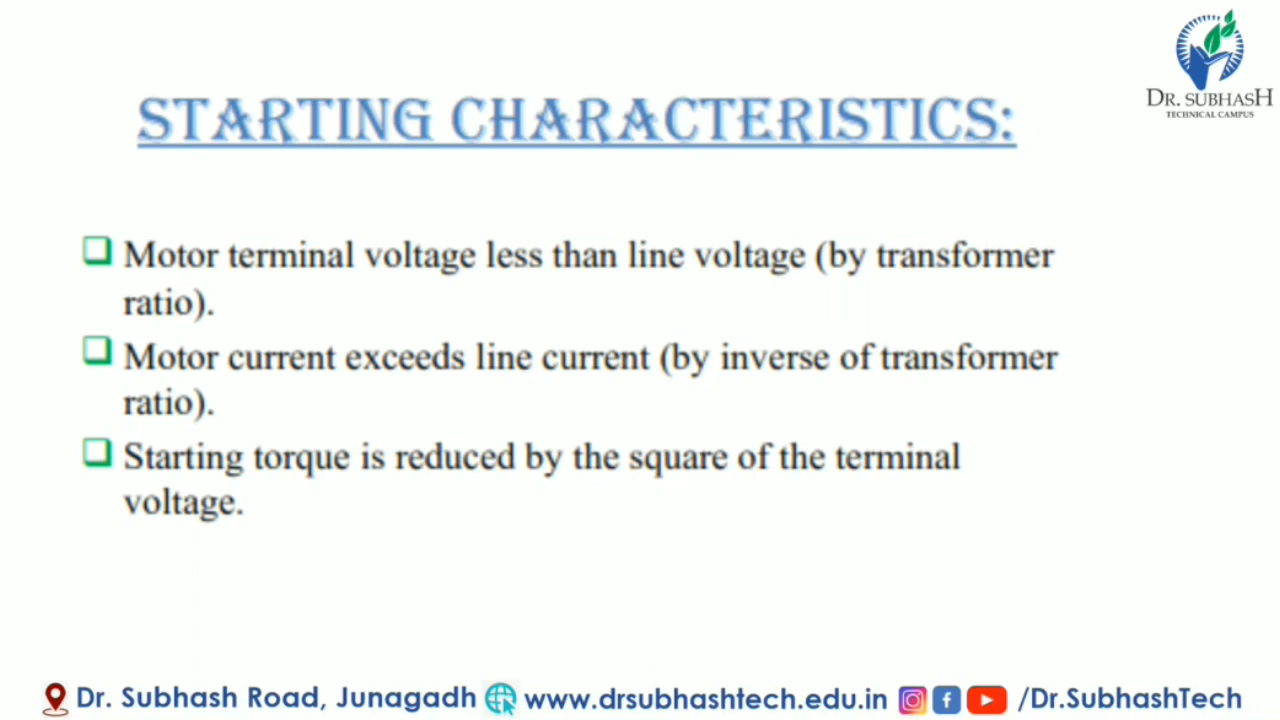 DR. SUBHASH
TECHNICAL CAMPUS
STARTING CHARACTERISTICS:
Motor terminal voltage less than line voltage (by transformer
ratio).
Motor current exceeds line current (by inverse of transformer
ratio).
Starting torque is reduced by the square of the terminal
voltage.
Dr. Subhash Road, Junagadh www.drsubhashtech.edu.in /Dr.SubhashTech